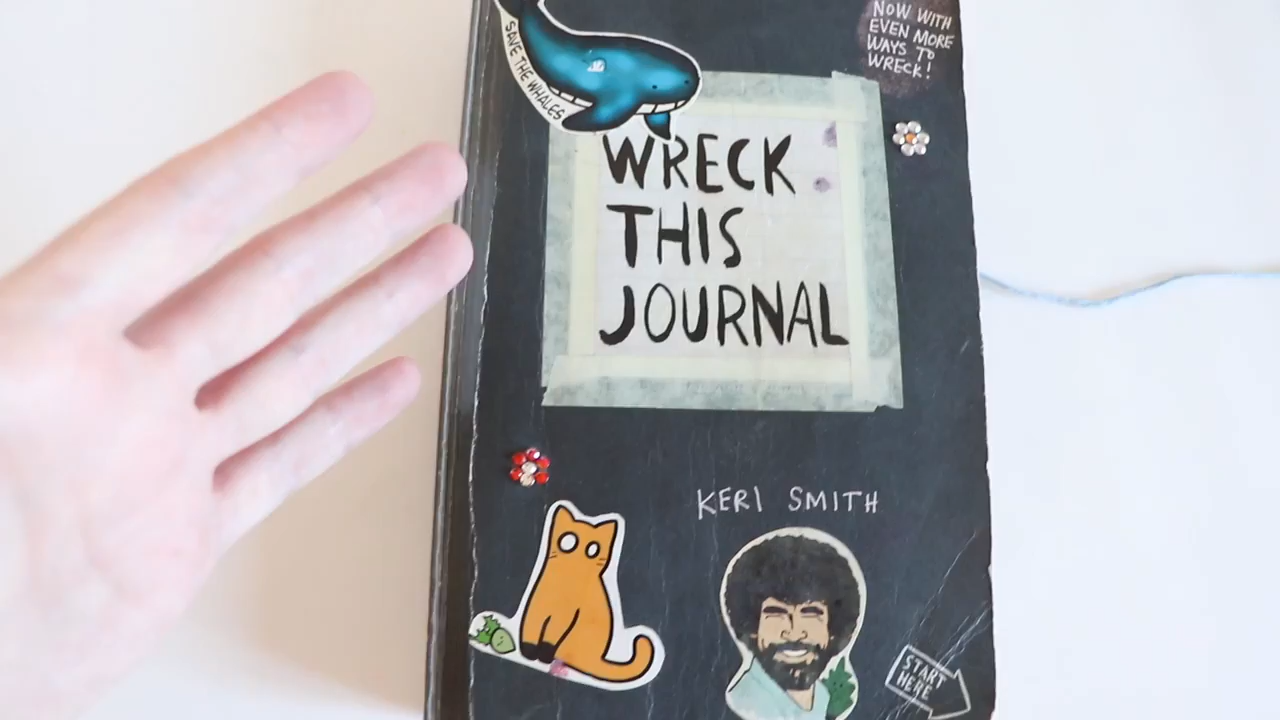 SAVE THE WHALES
NOW WITH
EVEN MORE
WAYS TO
WRECK!
WRECK
THIS
JOURNAL
KERI SMITH
START
HERE